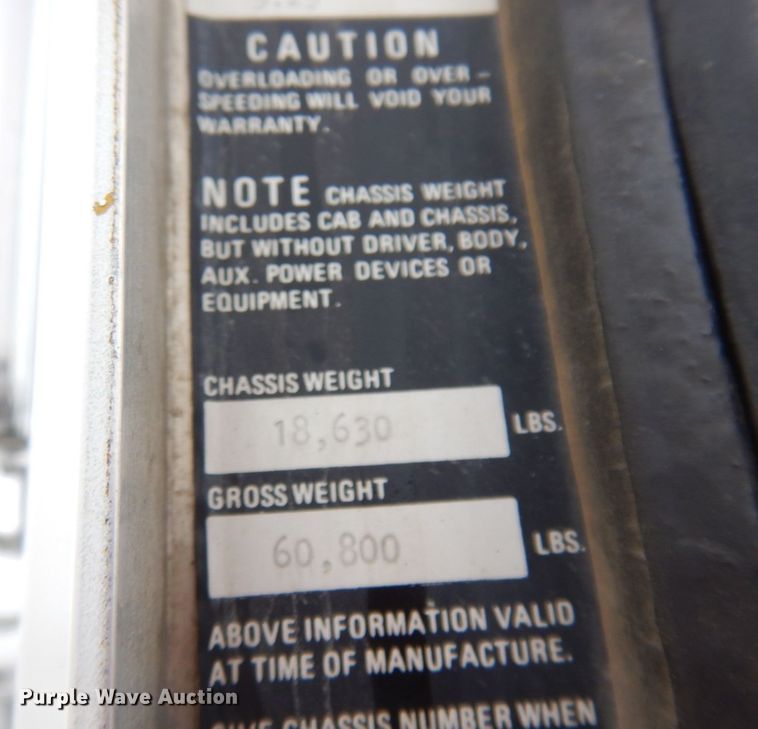 CAUTION
OVERLOADING OR OVER-
SPEEDING WILL VOID YOUR
WARRANTY.
NOTE CHASSIS WEIGHT
INCLUDES CAB AND CHASSIS,
BUT WITHOUT DRIVER, BODY,
AUX. POWER DEVICES OR
EQUIPMENT.
CHASSIS WEIGHT
18,630 LBS.
GROSS WEIGHT
60,800 LBS.
ABOVE INFORMATION VALID
AT TIME OF MANUFACTURE.
GIVE CHASSIS NUMBER WHEN
Purple Wave Auction